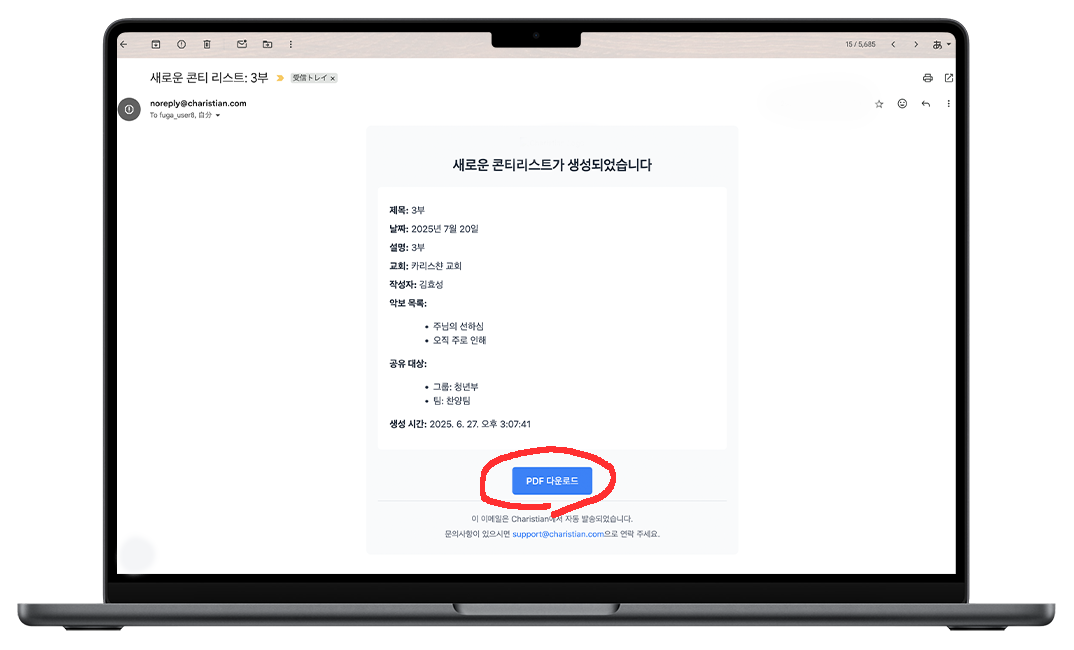 15 / 5,685
あ
새로운 콘티 리스트: 3부 受信トレイ ×
noreply@charistian.com
To fuga_user8, 自分
새로운 콘티리스트가 생성되었습니다
제목: 3부
날짜: 2025년 7월 20일
설명: 3부
교회: 카리스챤 교회
작성자: 김효성
악보 목록:
• 주님의 선하심
• 오직 주로 인해
공유 대상:
• 그룹: 청년부
• 팀: 찬양팀
생성 시간: 2025. 6. 27. 오후 3:07:41
PDF 다운로드
이 이메일은 Charistian에서 자동 발송되었습니다.
문의사항이 있으시면 support@charistian.com으로 연락 주세요.